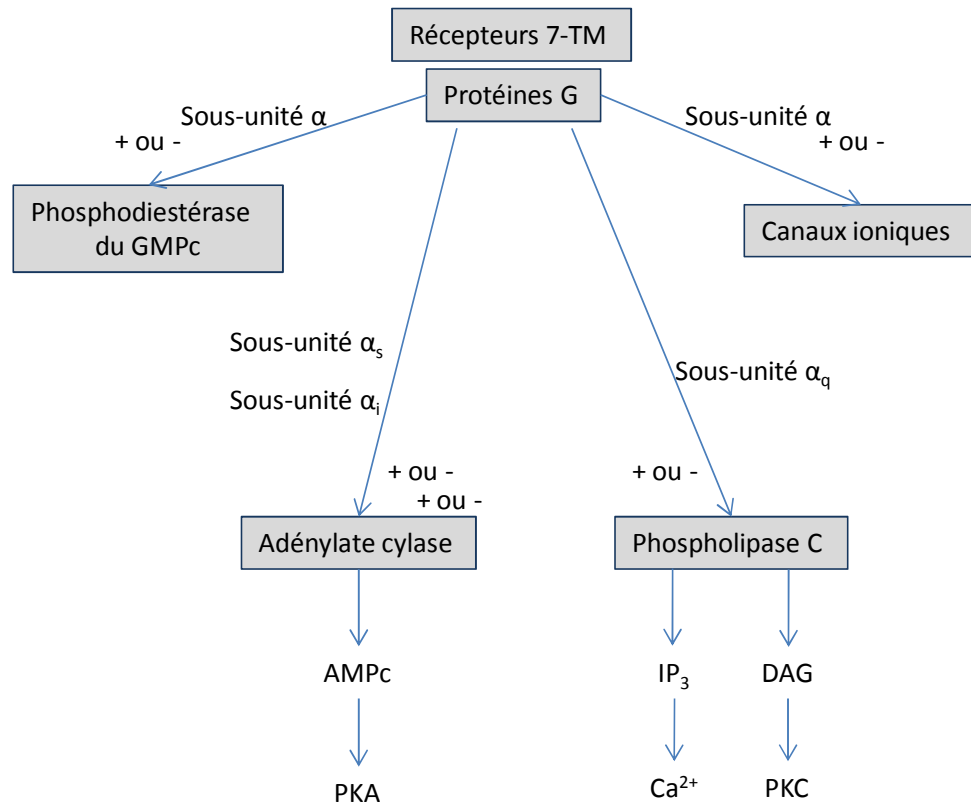 Récepteurs 7-TM
Protéines G
Sous-unité α
+ ou -
Sous-unité α
+ ou -
Phosphodiestérase
du GMPc
Canaux ioniques
Sous-unité αs
Sous-unité αi
Sous-unité αq
+ ou -
+ ou -
+ ou -
Adénylate cylase
Phospholipase C
AMPc
IP3
DAG
PKA
Ca2+
PKC